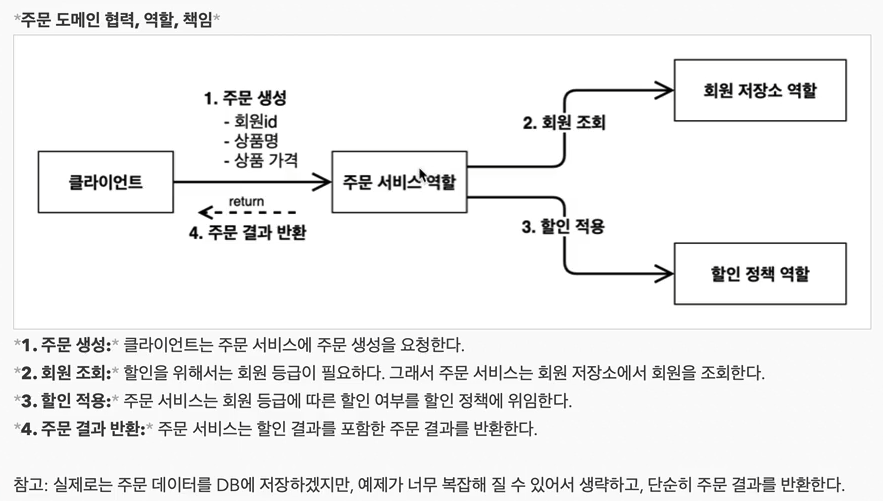 *주문 도메인 협력, 역할, 책임*
1. 주문 생성
- 회원id
- 상품명
- 상품 가격
클라이언트
return
4. 주문 결과 반환
주문 서비스 역할
2. 회원 조회
회원 저장소 역할
3. 할인 적용
할인 정책 역할
*1. 주문 생성:* 클라이언트는 주문 서비스에 주문 생성을 요청한다.
*2. 회원 조회:* 할인을 위해서는 회원 등급이 필요하다. 그래서 주문 서비스는 회원 저장소에서 회원을 조회한다.
*3. 할인 적용:* 주문 서비스는 회원 등급에 따른 할인 여부를 할인 정책에 위임한다.
*4. 주문 결과 반환:* 주문 서비스는 할인 결과를 포함한 주문 결과를 반환한다.
참고: 실제로는 주문 데이터를 DB에 저장하겠지만, 예제가 너무 복잡해 질 수 있어서 생략하고, 단순히 주문 결과를 반환한다.